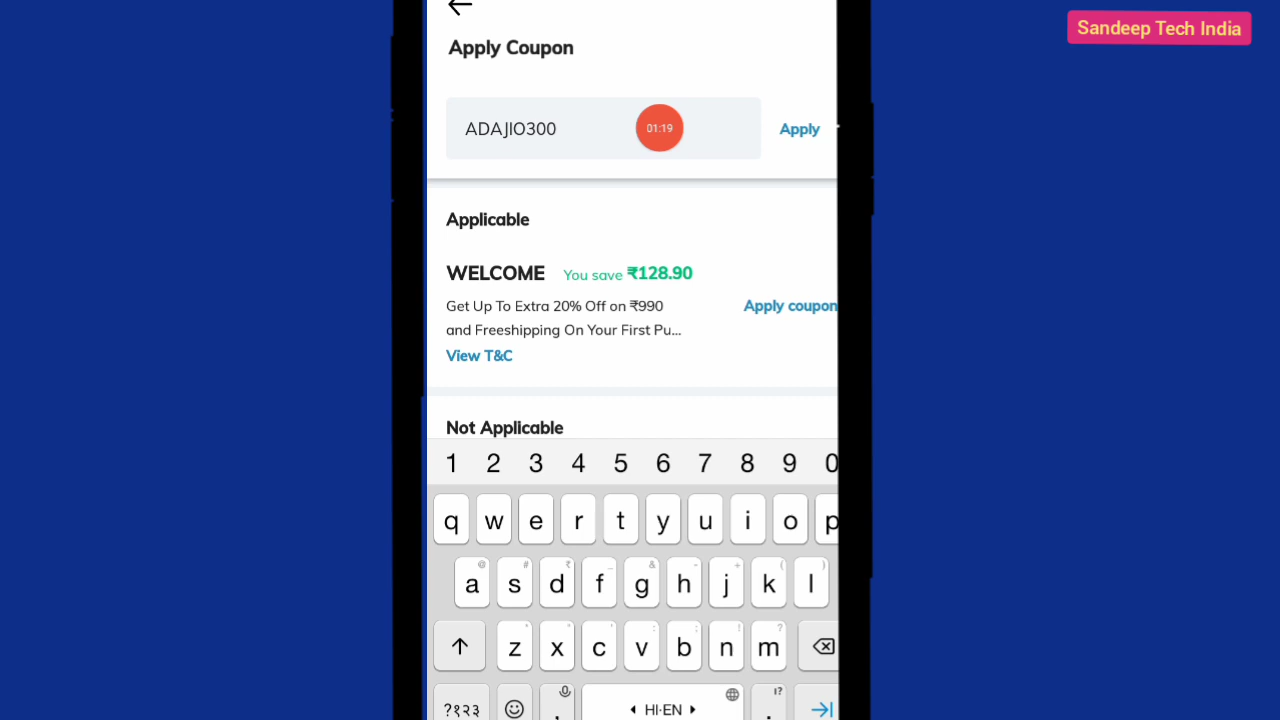 Sandeep Tech India
Apply Coupon
ADAJIO300
01:19
Apply
Applicable
WELCOME You save ₹128.90
Get Up To Extra 20% Off on ₹990
and Freeshipping On Your First Pu...
Apply coupon
View T&C
Not Applicable
1 2 3 4 5 6 7 8 9 0
q w e r t y u i o p
@ # ₹ _ & - + ( )
a s d f g h j k l
z x c v b n m
?१२३ , HI-EN . !?